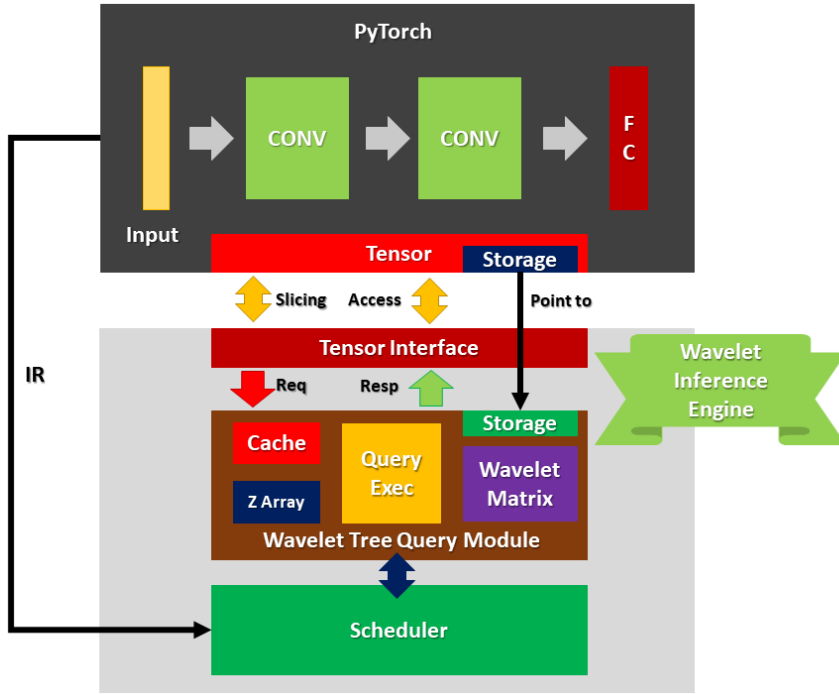 PyTorch
CONV
CONV
F
C
Input
Tensor
Storage
Slicing
Access
Point to
Tensor Interface
Wavelet
Inference
Engine
IR
Req
Resp
Storage
Cache
Query
Exec
Wavelet
Matrix
Z Array
Wavelet Tree Query Module
Scheduler